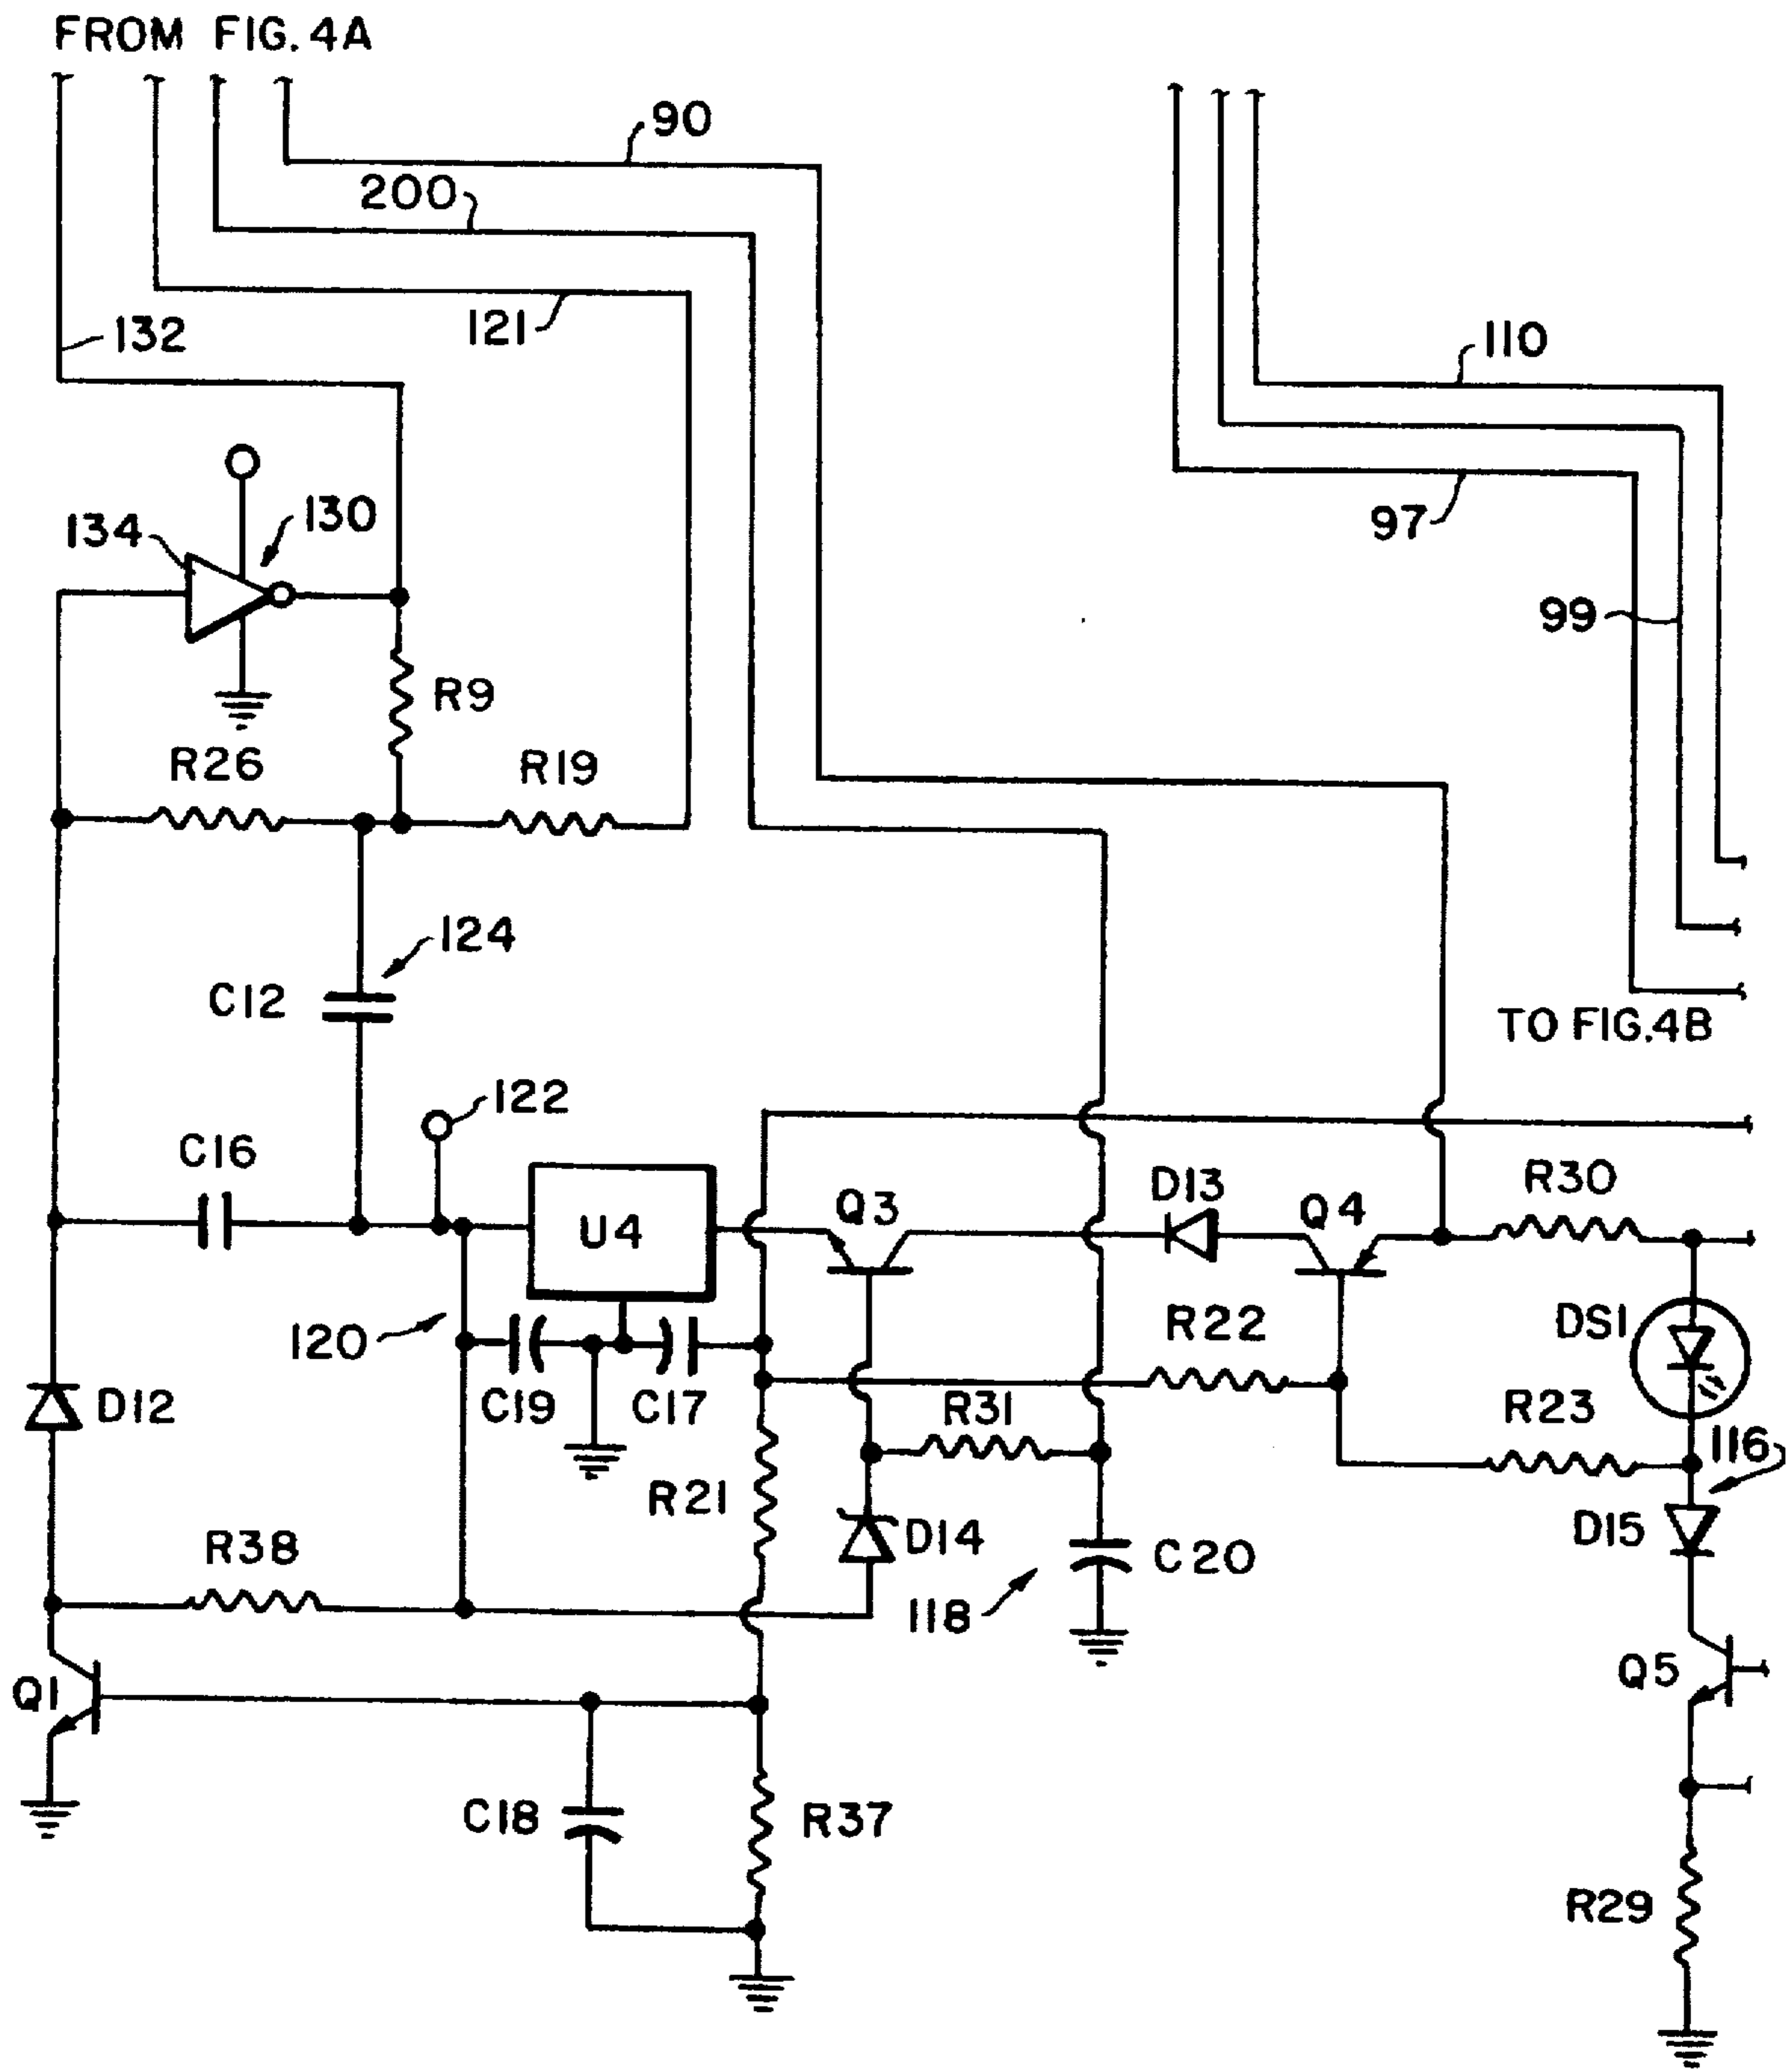 FROM FIG. 4A
90
200
121
132
110
97
134
130
99
R9
R26
R19
124
C12
TO FIG. 4B
122
C16
U4
Q3
D13
Q4
R30
120
R22
DS1
D12
C19
C17
R31
R23
116
R21
R38
D14
C20
D15
118
Q1
Q5
C18
R37
R29